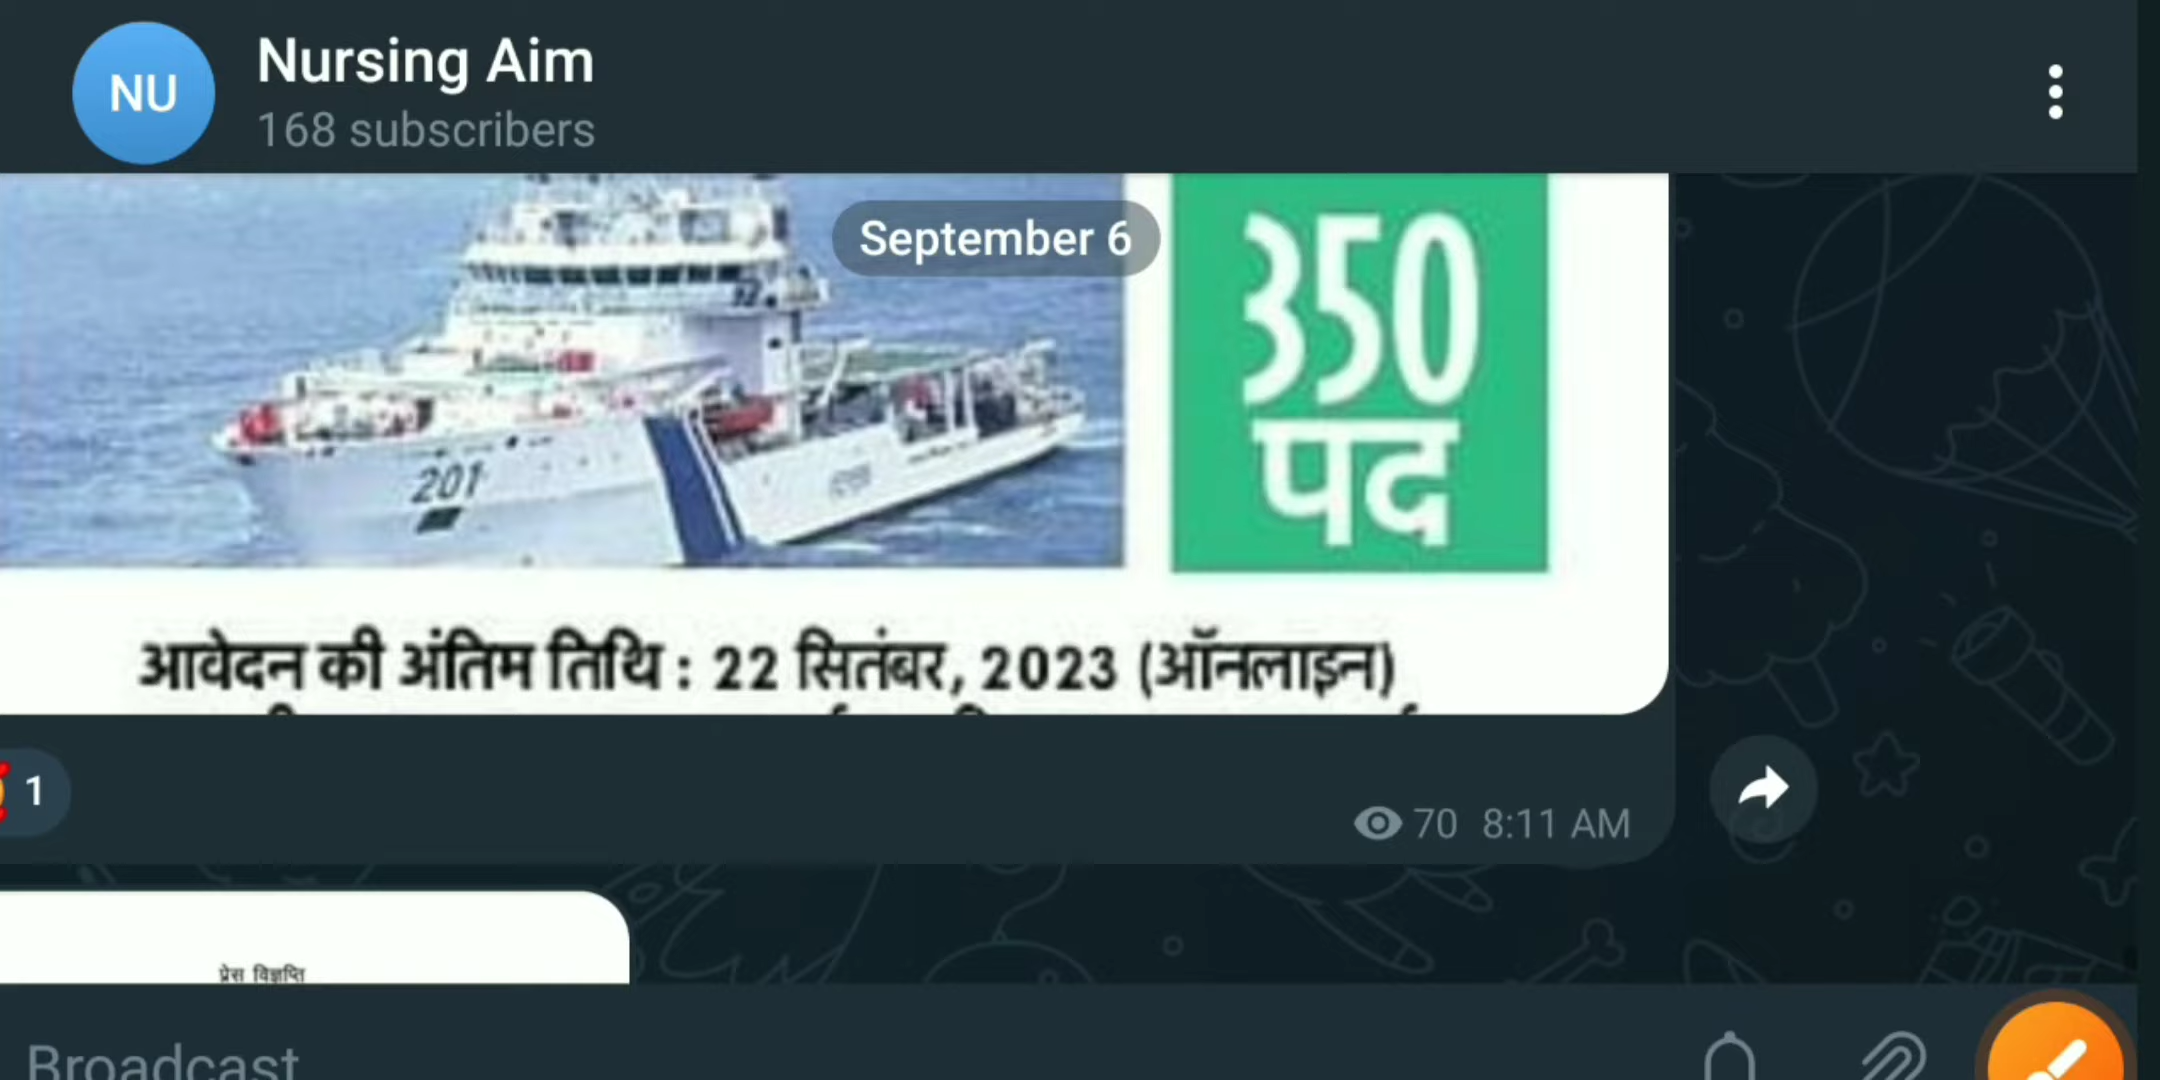 NU
Nursing Aim
168 subscribers
September 6
350
पद
201
आवेदन की अंतिम तिथि : 22 सितंबर, 2023 (ऑनलाइन)
1
70 8:11 AM
प्रेस विज्ञप्ति
Broadcast